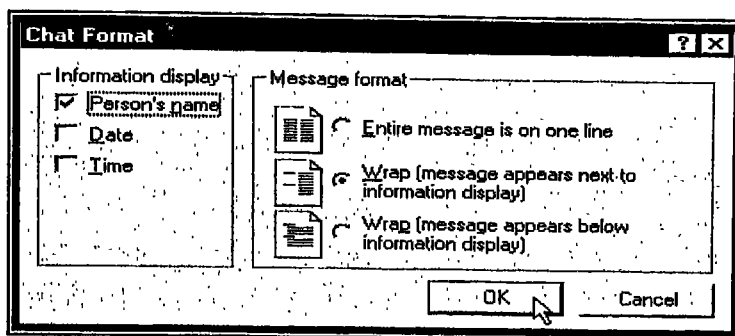 Chat Format
Information display
Person's name
Date
Time
Message format
Entire message is on one line
Wrap (message appears next to
information display)
Wrap (message appears below
information display)
OK
Cancel